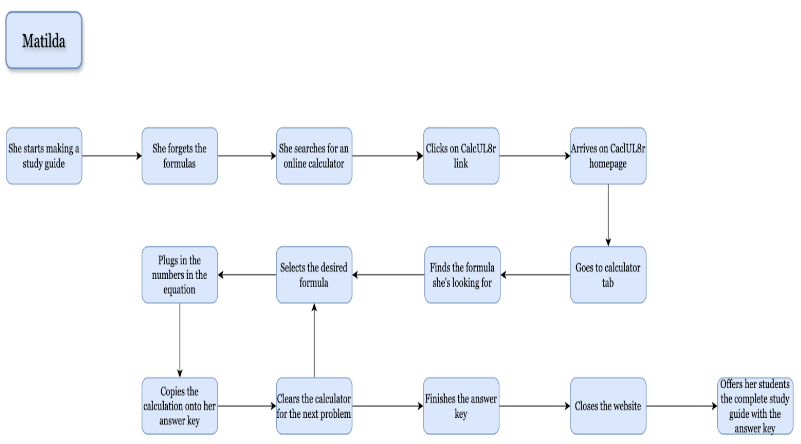 Matilda
She starts making a
study guide
She forgets the
formulas
She searches for an
online calculator
Clicks on CalcUL8r
link
Arrives on CaclUL8r
homepage
Goes to calculator
tab
Finds the formula
she's looking for
Selects the desired
formula
Plugs in the
numbers in the
equation
Copies the
calculation onto her
answer key
Clears the calculator
for the next problem
Finishes the answer
key
Closes the website
Offers her students
the complete study
guide with the
answer key